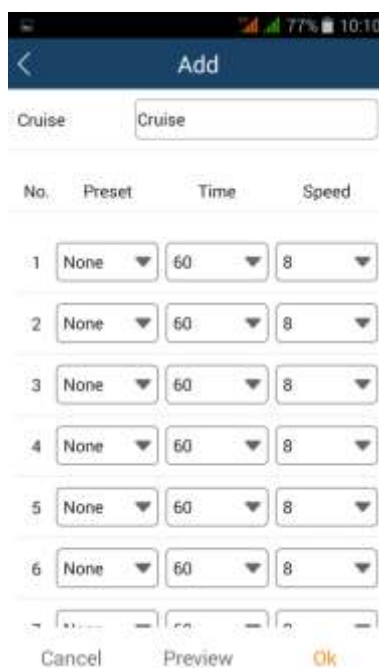 77% 10:10
Add
Cruise Cruise
No. Preset Time Speed
1 None 60 8
2 None 60 8
3 None 60 8
4 None 60 8
5 None 60 8
6 None 60 8
Cancel Preview Ok